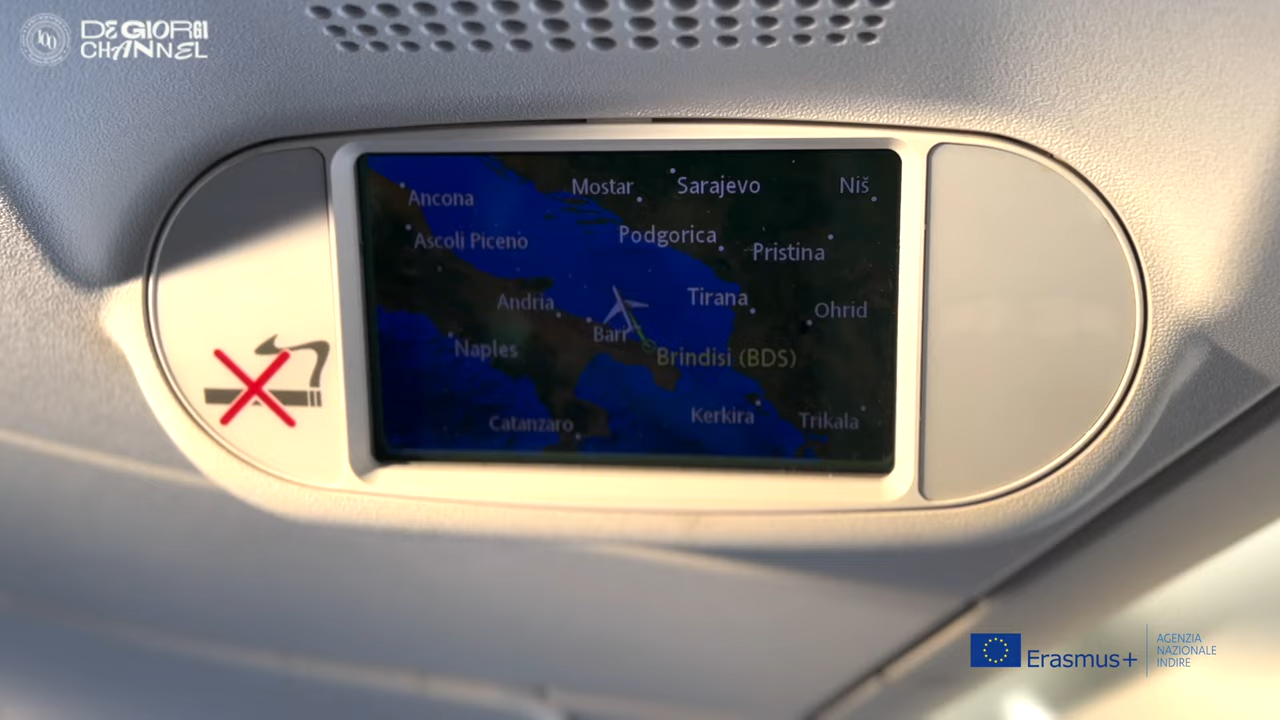 100
DE GIORGI
CHANNEL
Ancona
Mostar
Sarajevo
Niš
Ascoli Piceno
Podgorica
Pristina
Andria
Tirana
Ohrid
Bari
Naples
Brindisi (BDS)
Catanzaro
Kerkira
Trikala
Erasmus+
AGENZIA
NAZIONALE
INDIRE